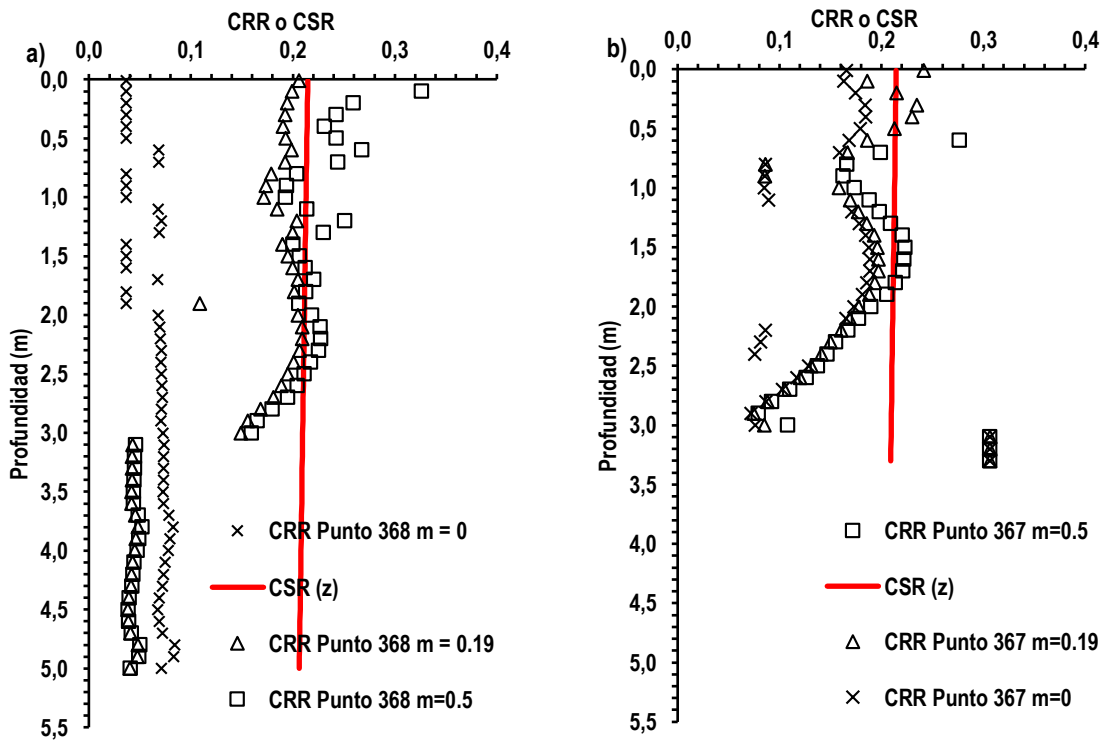 CRR o CSR
a)
0,0 0,1 0,2 0,3 0,4
0,0
0,5
1,0
1,5
2,0
2,5
3,0
3,5
4,0
4,5
5,0
5,5
Profundidad (m)
CRR Punto 368 m = 0
CSR (z)
CRR Punto 368 m = 0.19
CRR Punto 368 m=0.5
CRR o CSR
b)
0,0 0,1 0,2 0,3 0,4
0,0
0,5
1,0
1,5
2,0
2,5
3,0
3,5
4,0
4,5
5,0
5,5
Profundidad (m)
CRR Punto 367 m=0.5
CSR (z)
CRR Punto 367 m=0.19
CRR Punto 367 m=0